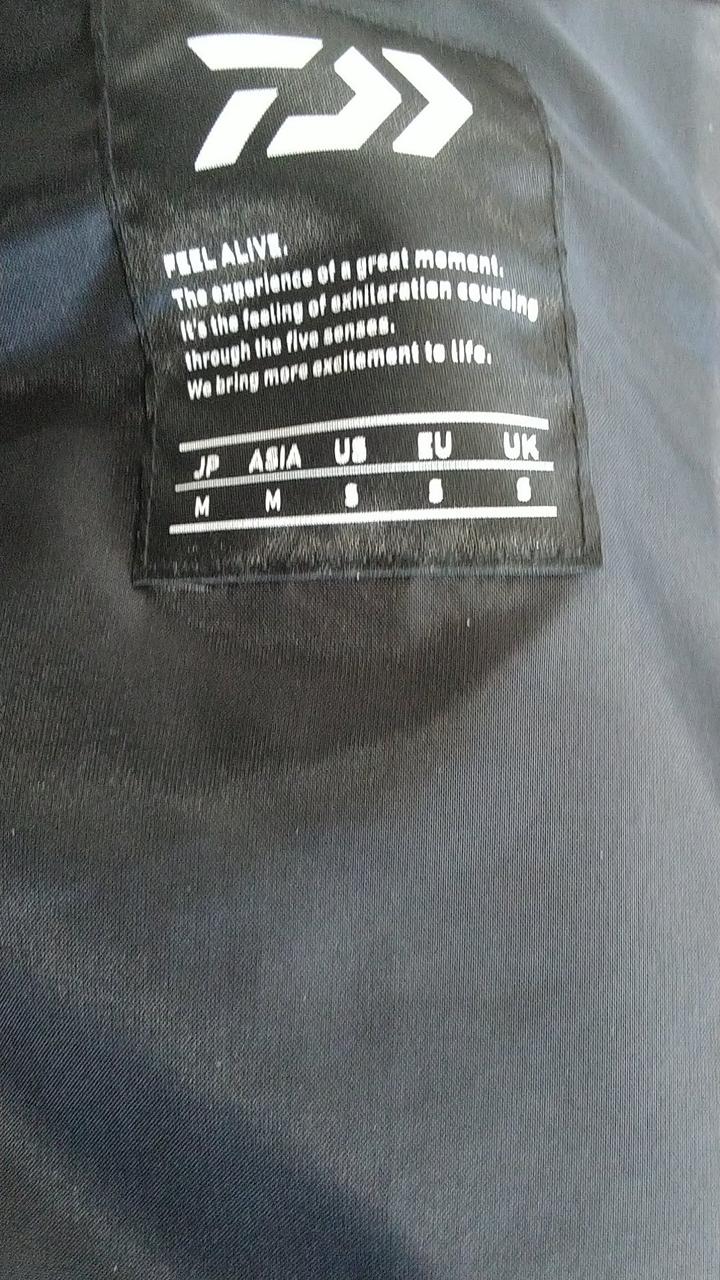 FEEL ALIVE.
The experience of a great moment.
It's the feeling of exhilaration coursing
through the five senses.
We bring more excitement to life.
JP ASIA US EU UK
M M S S S